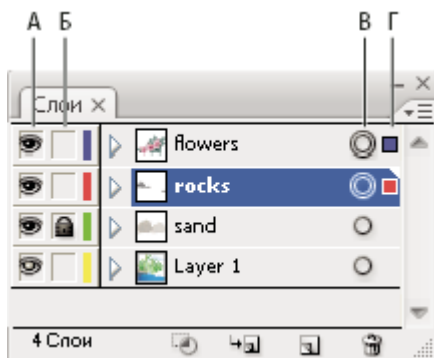 А Б В Г
Слои
flowers
rocks
sand
Layer 1
4 Слои